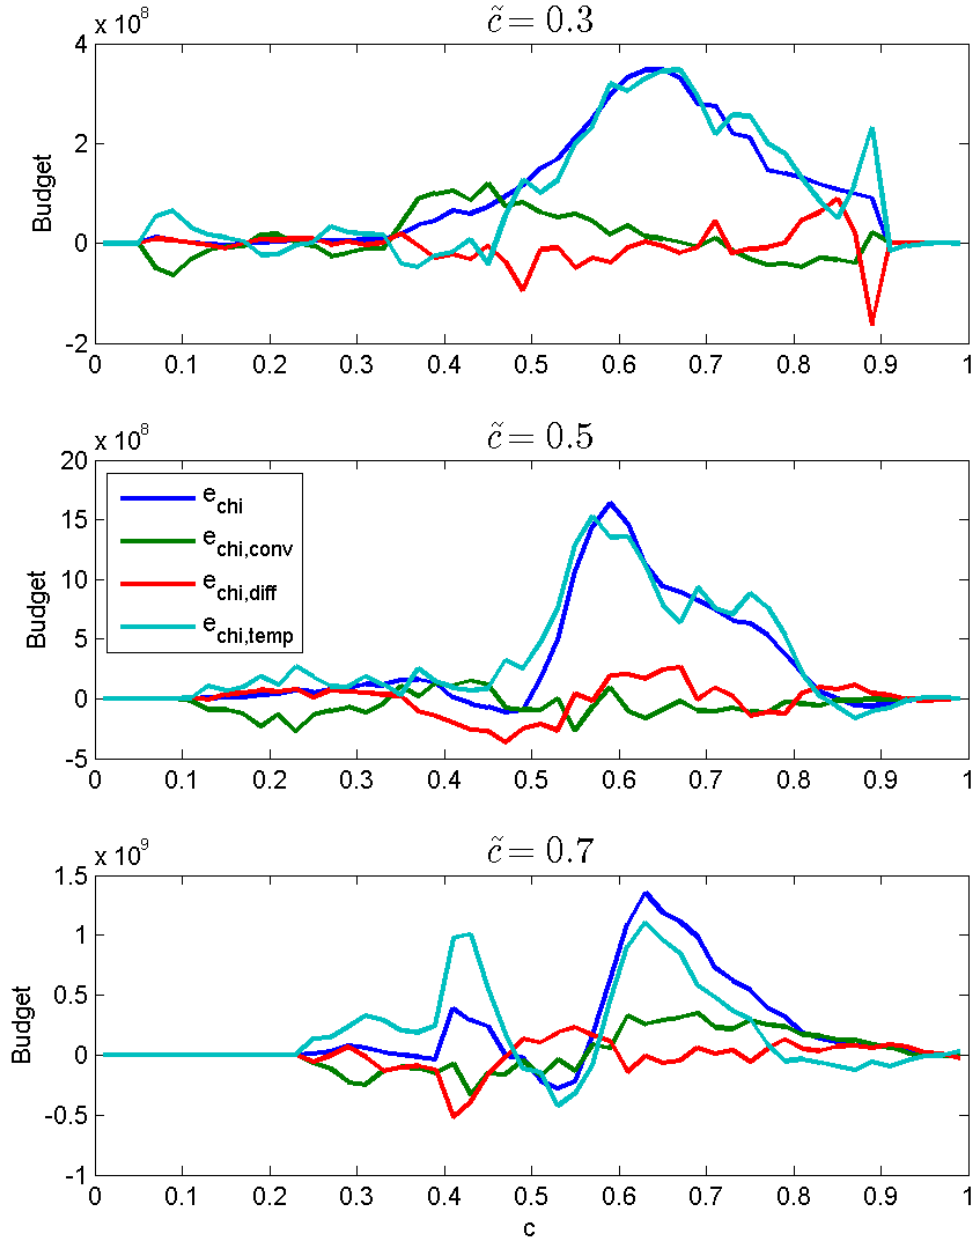 x 10^8
c̃ = 0.3
4
2
0
-2
Budget
0 0.1 0.2 0.3 0.4 0.5 0.6 0.7 0.8 0.9 1
x 10^8
c̃ = 0.5
20
15
10
5
0
-5
Budget
e_chi
e_chi,conv
e_chi,diff
e_chi,temp
0 0.1 0.2 0.3 0.4 0.5 0.6 0.7 0.8 0.9 1
x 10^9
c̃ = 0.7
1.5
1
0.5
0
-0.5
-1
Budget
0 0.1 0.2 0.3 0.4 0.5 0.6 0.7 0.8 0.9 1
c